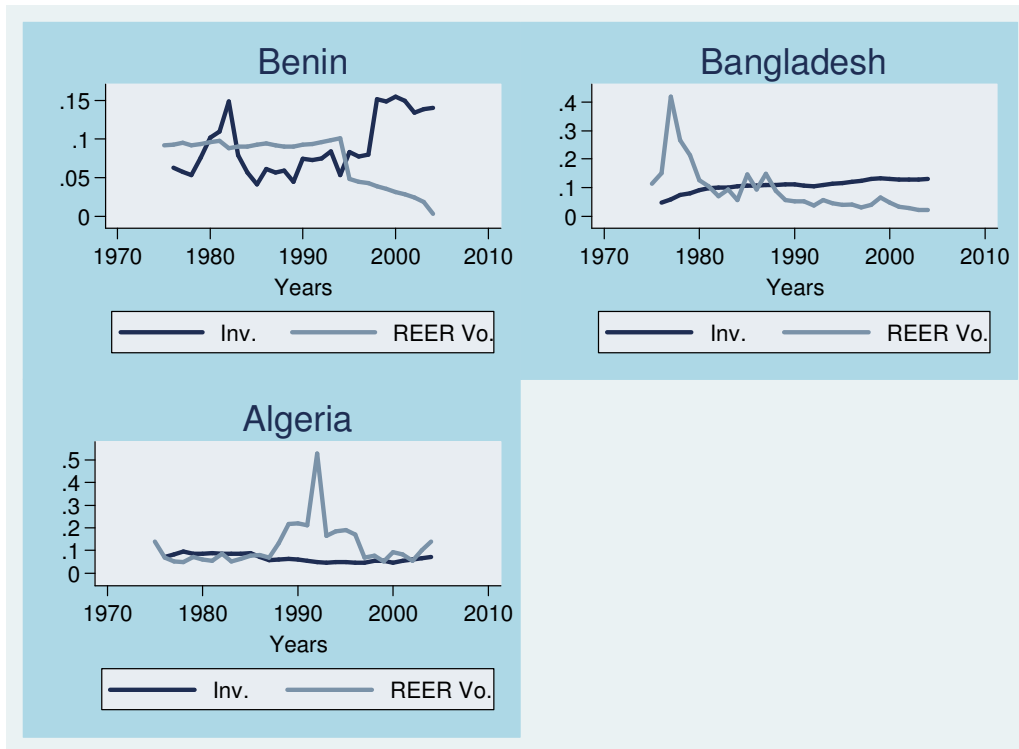 Benin
.15
.1
.05
0
1970 1980 1990 2000 2010
Years
Inv. REER Vo.
Bangladesh
.4
.3
.2
.1
0
1970 1980 1990 2000 2010
Years
Inv. REER Vo.
Algeria
.5
.4
.3
.2
.1
0
1970 1980 1990 2000 2010
Years
Inv. REER Vo.